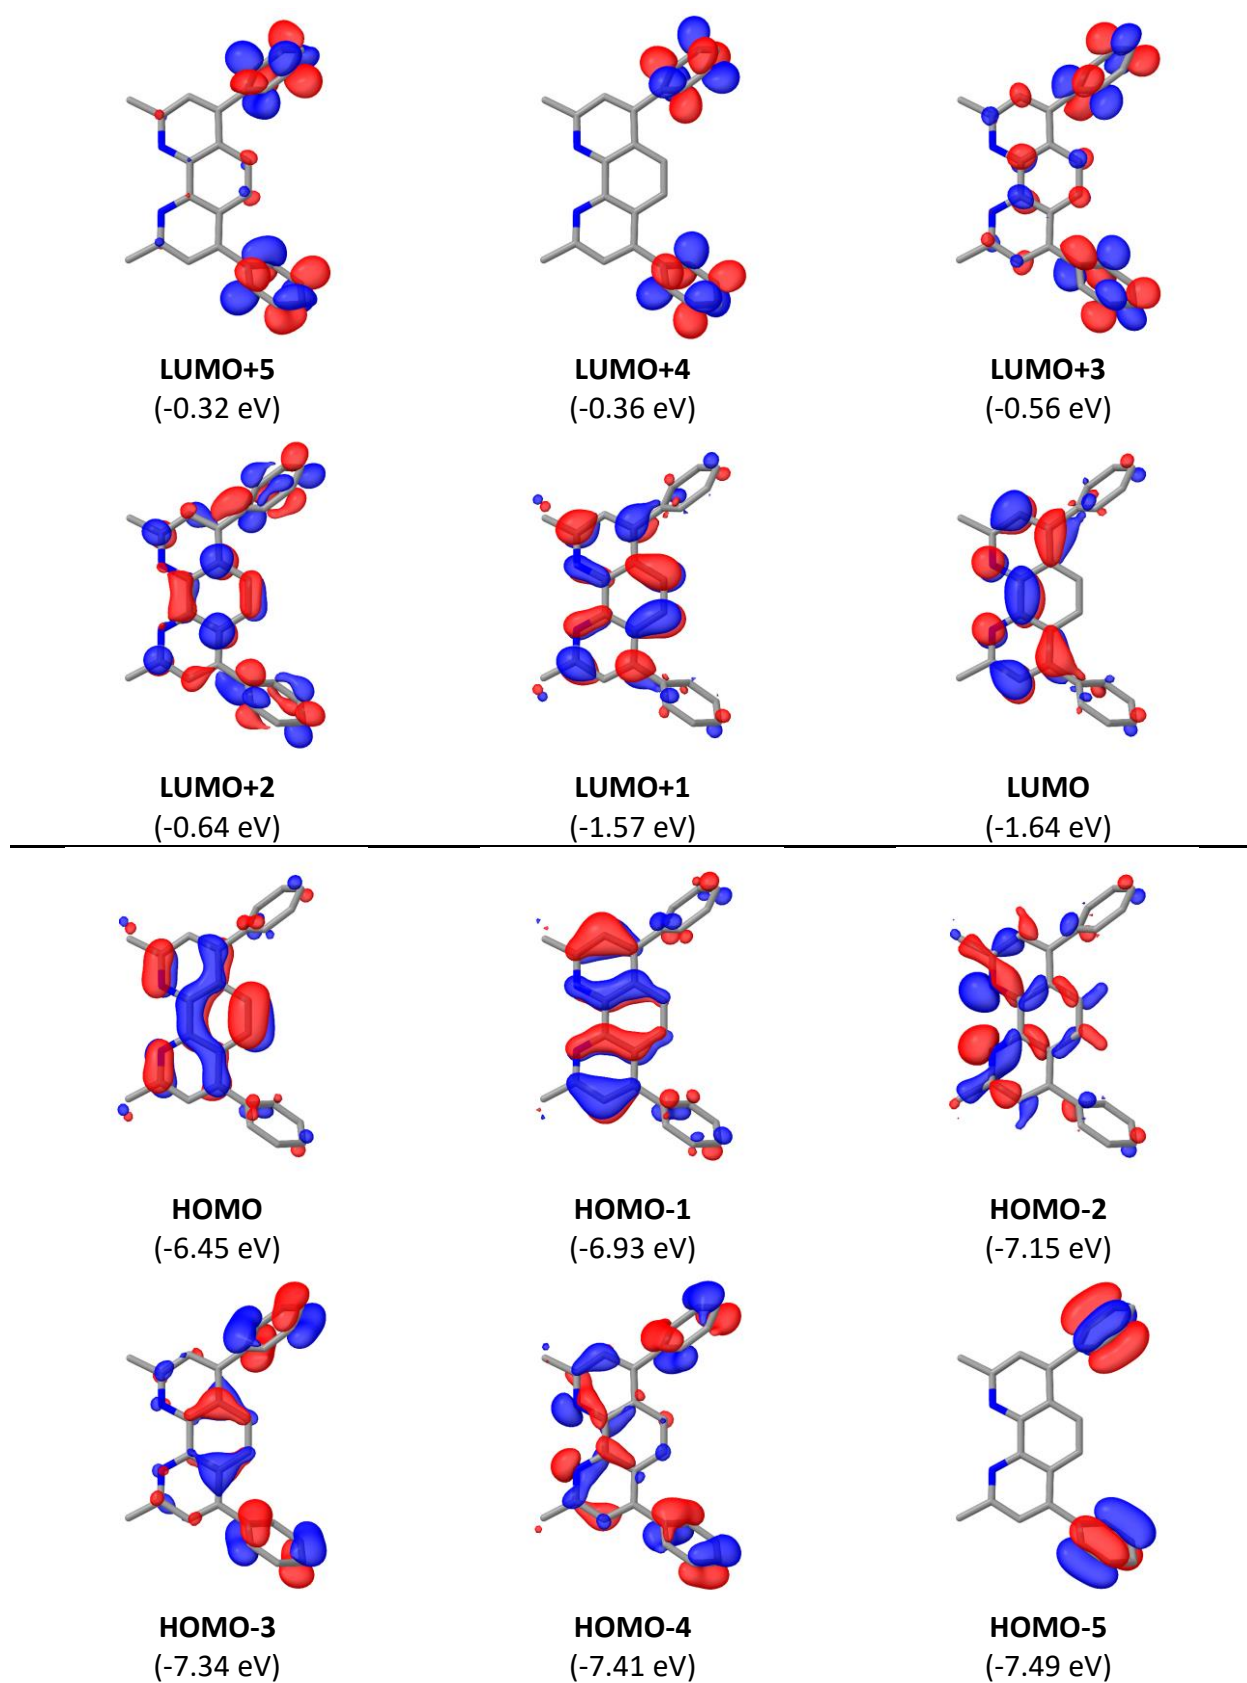 LUMO+5 LUMO+4 LUMO+3
(-0.32 eV) (-0.36 eV) (-0.56 eV)
LUMO+2 LUMO+1 LUMO
(-0.64 eV) (-1.57 eV) (-1.64 eV)
HOMO HOMO-1 HOMO-2
(-6.45 eV) (-6.93 eV) (-7.15 eV)
HOMO-3 HOMO-4 HOMO-5
(-7.34 eV) (-7.41 eV) (-7.49 eV)